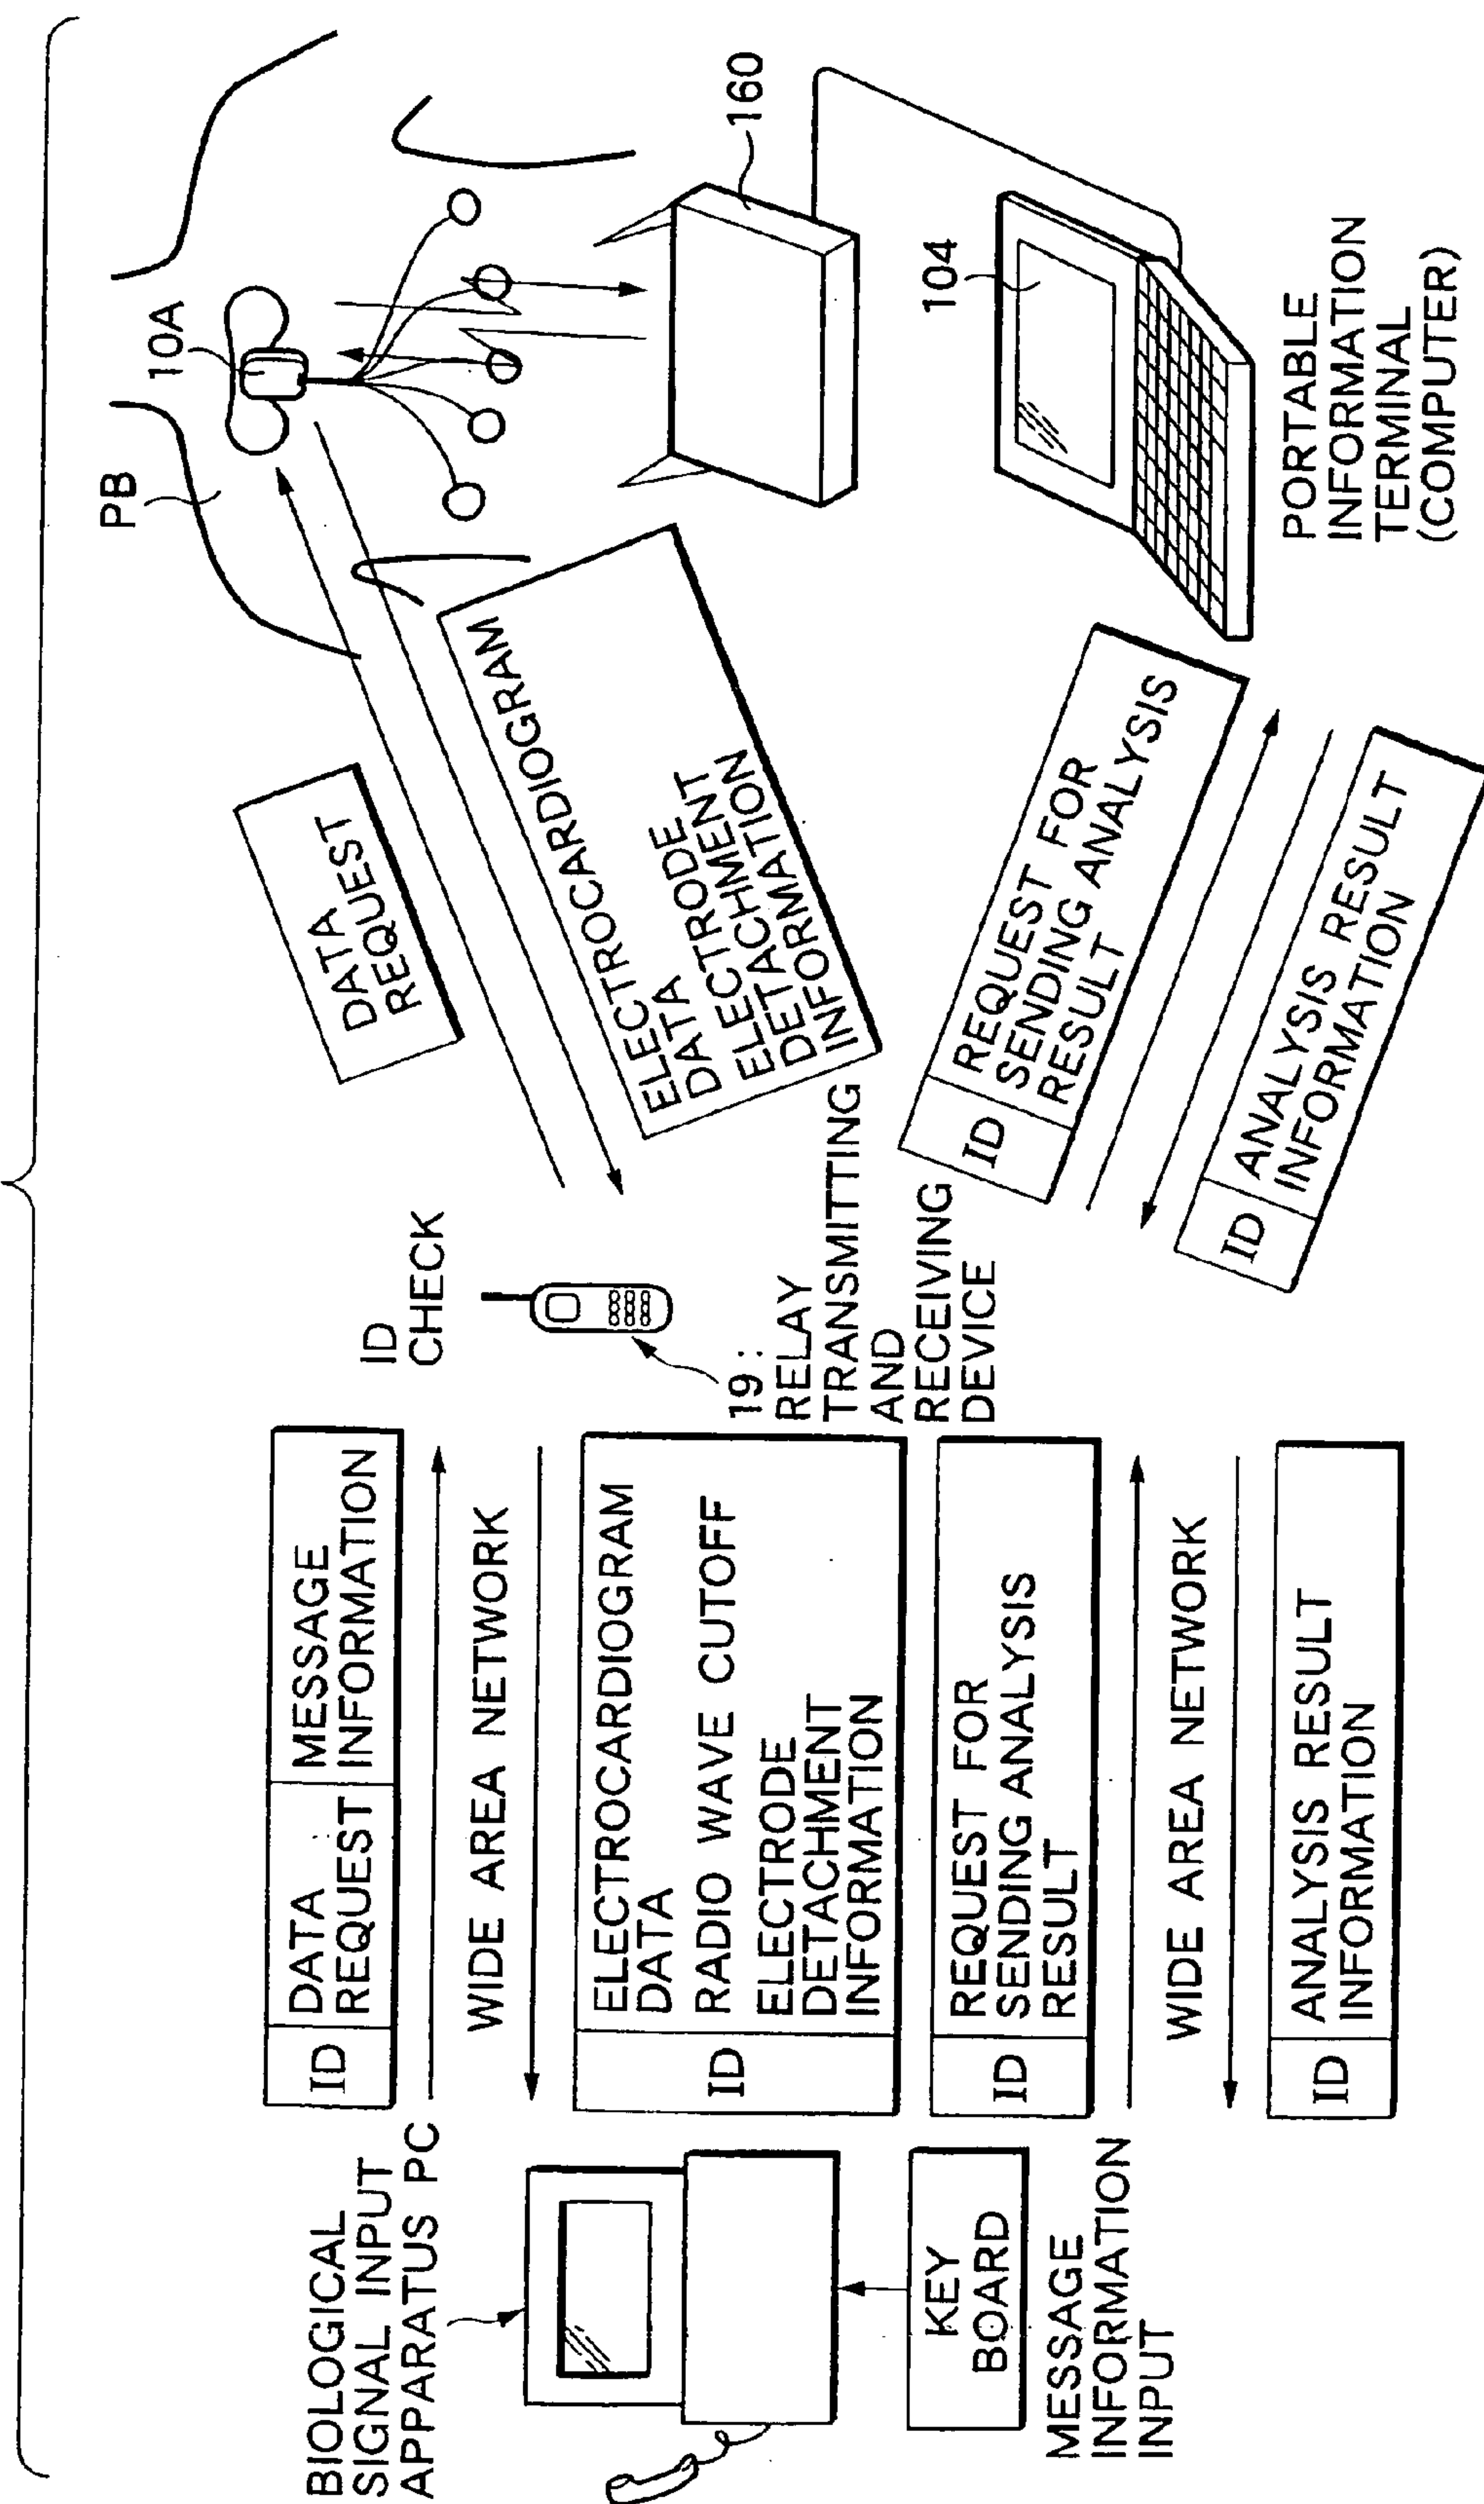 BIOLOGICAL
SIGNAL INPUT
APPARATUS PC
KEY
BOARD
MESSAGE
INFORMATION
INPUT
ID
DATA
REQUEST
MESSAGE
INFORMATION
WIDE AREA NETWORK
ID
ELECTROCARDIOGRAM
DATA
RADIO WAVE CUTOFF
ELECTRODE
DETACHMENT
INFORMATION
ID
REQUEST FOR
SENDING ANALYSIS
RESULT
WIDE AREA NETWORK
ID
ANALYSIS RESULT
INFORMATION
ID
CHECK
19:
RELAY
TRANSMITTING
AND
RECEIVING
DEVICE
DATA
REQUEST
ELECTROCARDIOGRAM
DATA
ELECTRODE
ELECTRODE
DETACHMENT
INFORMATION
ID
REQUEST FOR
SENDING ANALYSIS
RESULT
ID
ANALYSIS RESULT
INFORMATION
PB
10A
160
104
PORTABLE
INFORMATION
TERMINAL
(COMPUTER)